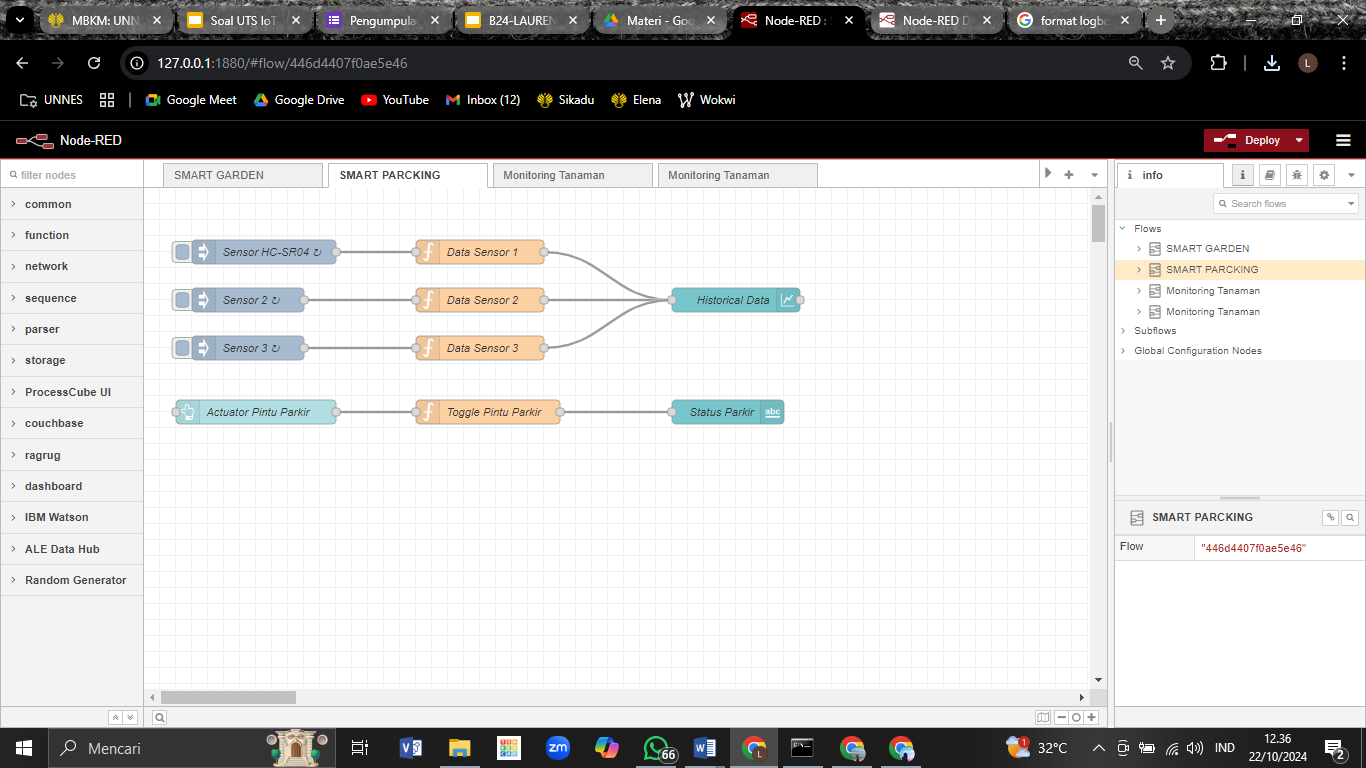 MBKM: UNN
Soal UTS IoT
Pengumpula
B24-LAUREN
Materi - Goo
Node-RED : S
Node-RED D
format logbo
127.0.0.1:1880/#flow/446d4407f0ae5e46
L
UNNES
Google Meet
Google Drive
YouTube
Inbox (12)
Sikadu
Elena
Wokwi
Node-RED
Deploy
filter nodes
SMART GARDEN
SMART PARCKING
Monitoring Tanaman
Monitoring Tanaman
i info
i
Search flows
common
function
network
sequence
parser
storage
ProcessCube UI
couchbase
ragrug
dashboard
IBM Watson
ALE Data Hub
Random Generator
Sensor HC-SR04 ↻
Data Sensor 1
Sensor 2 ↻
Data Sensor 2
Historical Data
Sensor 3 ↻
Data Sensor 3
Actuator Pintu Parkir
Toggle Pintu Parkir
Status Parkir
abc
Flows
SMART GARDEN
SMART PARCKING
Monitoring Tanaman
Monitoring Tanaman
Subflows
Global Configuration Nodes
SMART PARCKING
Flow
"446d4407f0ae5e46"
Mencari
zm
66
L
1
32°C
IND
12.36
22/10/2024
2